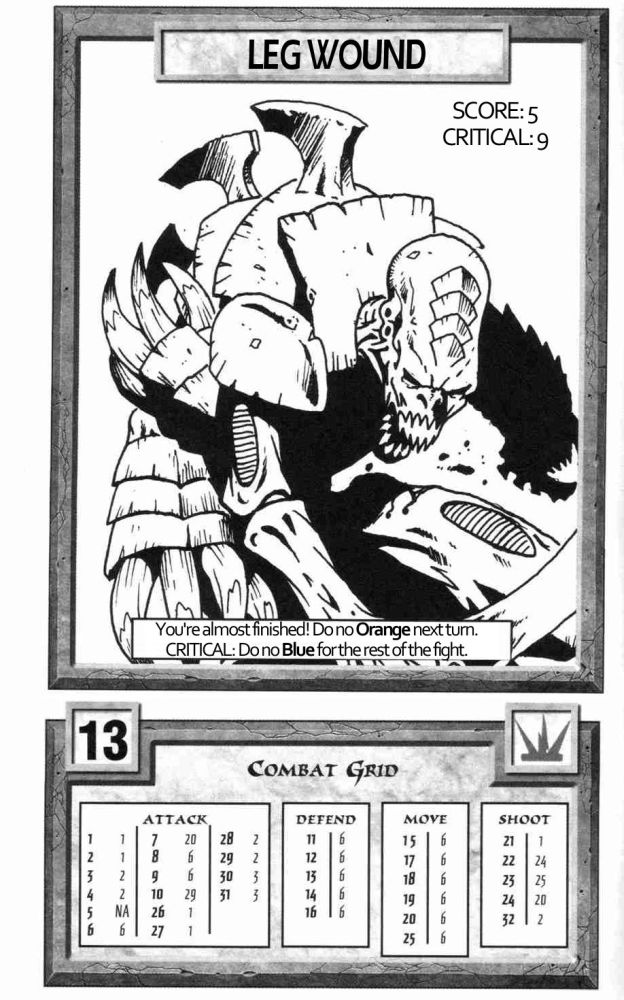 LEG WOUND
SCORE: 5
CRITICAL: 9
You're almost finished! Do no Orange next turn.
CRITICAL: Do no Blue for the rest of the fight.
13
COMBAT GRID
ATTACK
1 1 7 20 28 2
2 1 8 6 29 2
3 2 9 6 30 3
4 2 10 29 31 3
5 NA 26 1
6 6 27 1
DEFEND
11 6
12 6
13 6
14 6
16 6
MOVE
15 6
17 6
18 6
19 6
20 6
25 6
SHOOT
21 1
22 24
23 25
24 20
32 2